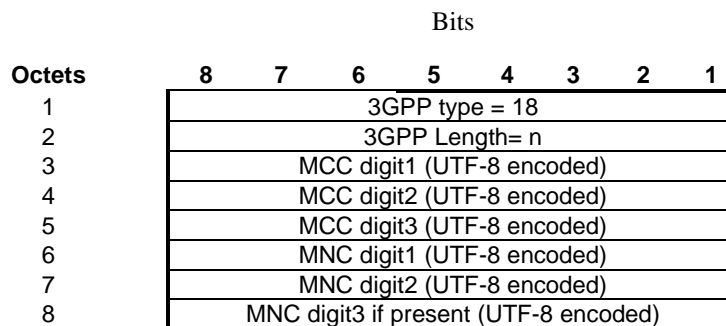 Bits
Octets 8 7 6 5 4 3 2 1
1 3GPP type = 18
2 3GPP Length= n
3 MCC digit1 (UTF-8 encoded)
4 MCC digit2 (UTF-8 encoded)
5 MCC digit3 (UTF-8 encoded)
6 MNC digit1 (UTF-8 encoded)
7 MNC digit2 (UTF-8 encoded)
8 MNC digit3 if present (UTF-8 encoded)